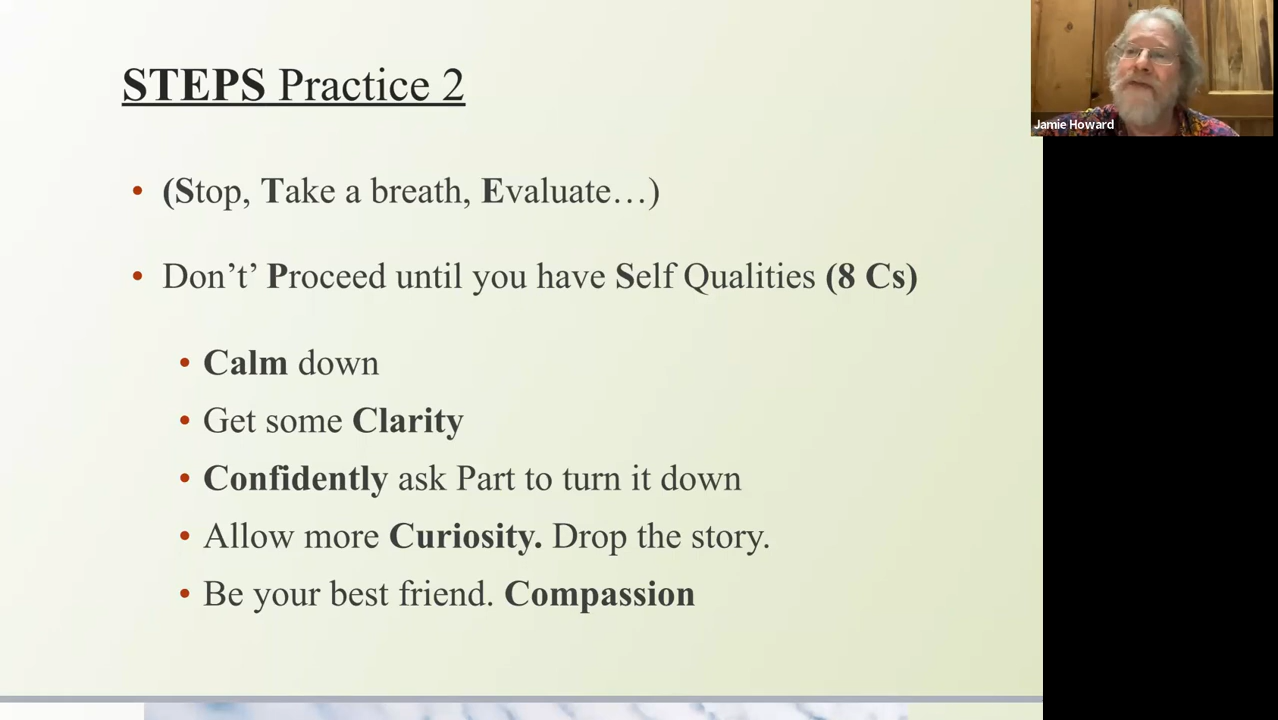 STEPS Practice 2
Jamie Howard
• (Stop, Take a breath, Evaluate…)
• Don’t’ Proceed until you have Self Qualities (8 Cs)
• Calm down
• Get some Clarity
• Confidently ask Part to turn it down
• Allow more Curiosity. Drop the story.
• Be your best friend. Compassion